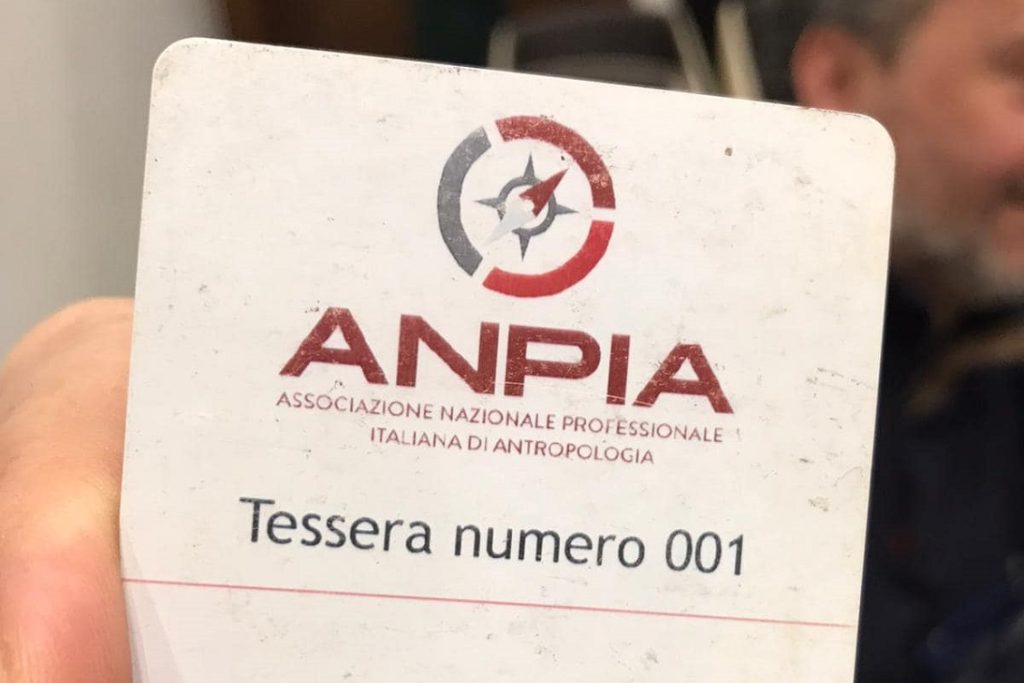 ANPIA
ASSOCIAZIONE NAZIONALE PROFESSIONALE
ITALIANA DI ANTROPOLOGIA
Tessera numero 001